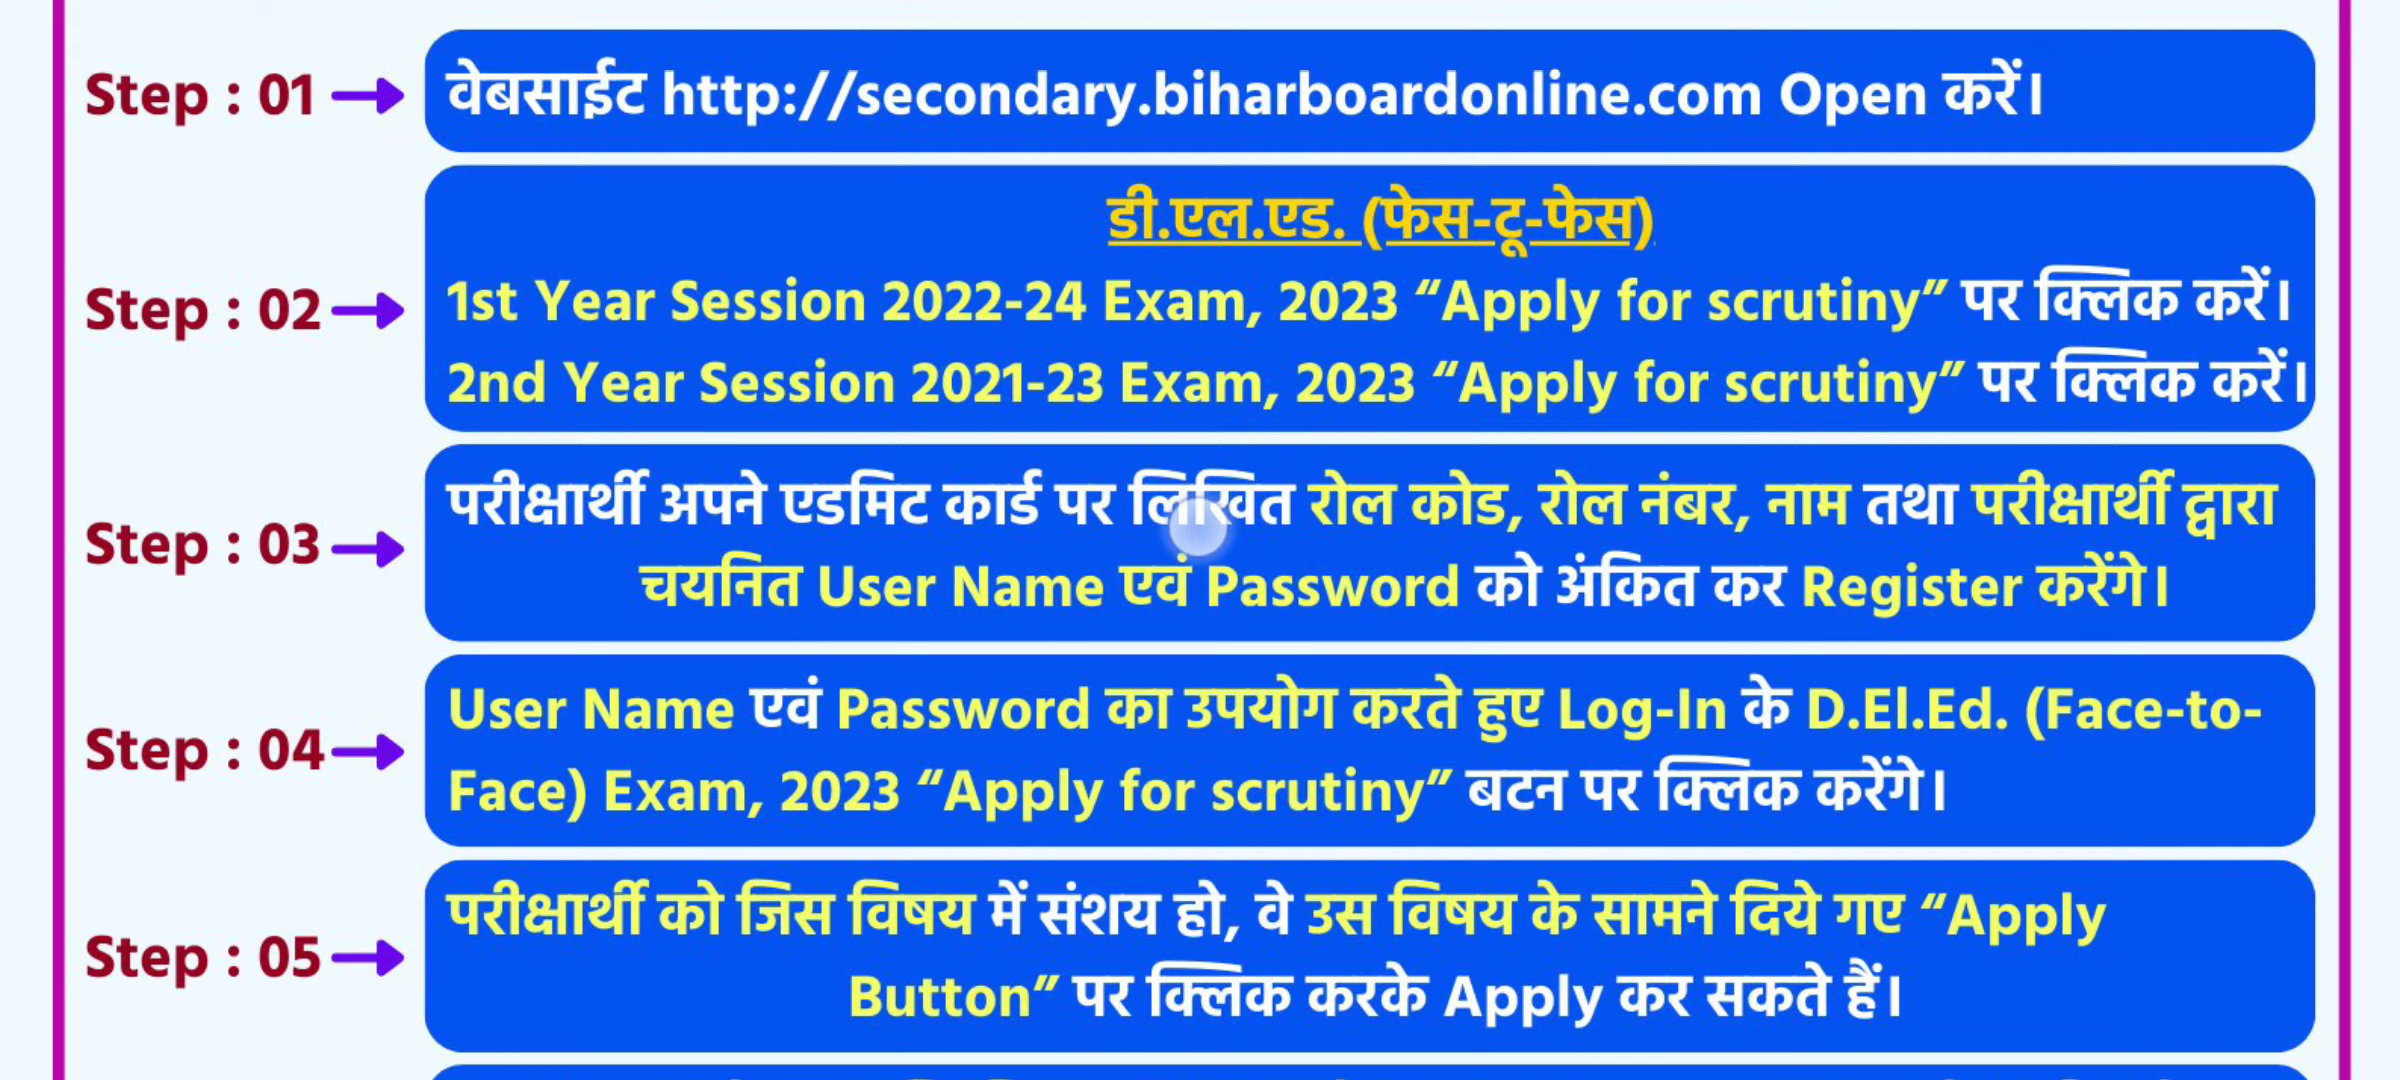 Step : 01 वेबसाईट http://secondary.biharboardonline.com Open करें।
डी.एल.एड. (फेस-टू-फेस)
Step : 02
1st Year Session 2022-24 Exam, 2023 “Apply for scrutiny” पर क्लिक करें।
2nd Year Session 2021-23 Exam, 2023 “Apply for scrutiny” पर क्लिक करें।
Step : 03
परीक्षार्थी अपने एडमिट कार्ड पर लिखित रोल कोड, रोल नंबर, नाम तथा परीक्षार्थी द्वारा
चयनित User Name एवं Password को अंकित कर Register करेंगे।
Step : 04
User Name एवं Password का उपयोग करते हुए Log-In के D.El.Ed. (Face-to-
Face) Exam, 2023 “Apply for scrutiny” बटन पर क्लिक करेंगे।
Step : 05
परीक्षार्थी को जिस विषय में संशय हो, वे उस विषय के सामने दिये गए “Apply
Button” पर क्लिक करके Apply कर सकते हैं।